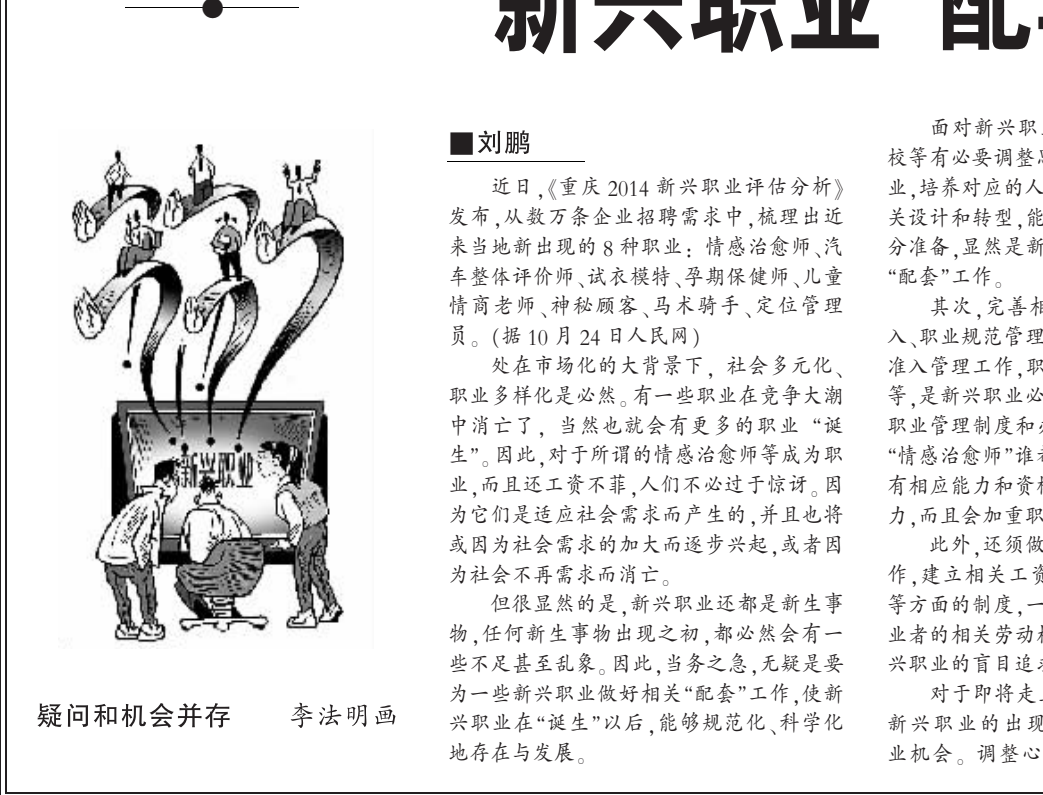 新兴职业“配
新兴职业
疑问和机会并存 李法明画
■刘鹏
近日，《重庆2014新兴职业评估分析》
发布，从数万条企业招聘需求中，梳理出近
来当地新出现的8种职业：情感治愈师、汽
车整体评价师、试衣模特、孕期保健师、儿童
情商老师、神秘顾客、马术骑手、定位管理
员。（据10月24日人民网）
处在市场化的大背景下，社会多元化、
职业多样化是必然。有一些职业在竞争大潮
中消亡了，当然也就会有更多的职业“诞
生”。因此，对于所谓的情感治愈师等成为职
业，而且还工资不菲，人们不必过于惊讶。因
为它们是适应社会需求而产生的，并且也将
或因为社会需求的加大而逐步兴起，或者因
为社会不再需求而消亡。
但很显然的是，新兴职业还都是新生事
物，任何新生事物出现之初，都必然会有一
些不足甚至乱象。因此，当务之急，无疑是要
为一些新兴职业做好相关“配套”工作，使新
兴职业在“诞生”以后，能够规范化、科学化
地存在与发展。
面对新兴职
校等有必要调整
业，培养对应的人
关设计和转型，能
分准备，显然是新
“配套”工作。
其次，完善相
入、职业规范管理
准入管理工作，职
等，是新兴职业必
职业管理制度和
“情感治愈师”谁
有相应能力和资
力，而且会加重职
此外，还须做
作，建立相关工资
等方面的制度，一
业者的相关劳动
兴职业的盲目追
对于即将走
新兴职业的出现
业机会。调整心